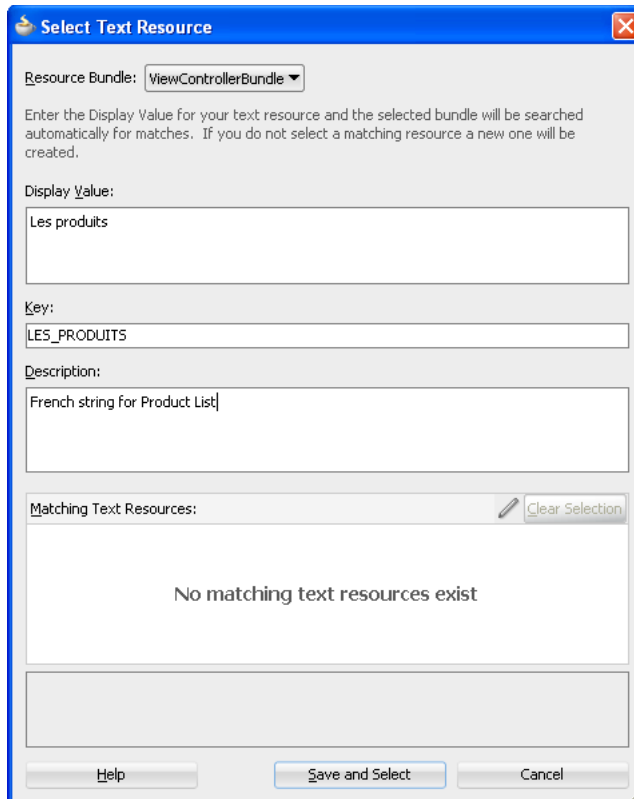 Select Text Resource
Resource Bundle: ViewControllerBundle
Enter the Display Value for your text resource and the selected bundle will be searched
automatically for matches. If you do not select a matching resource a new one will be
created.
Display Value:
Les produits
Key:
LES_PRODUITS
Description:
French string for Product List
Matching Text Resources: Clear Selection
No matching text resources exist
Help Save and Select Cancel